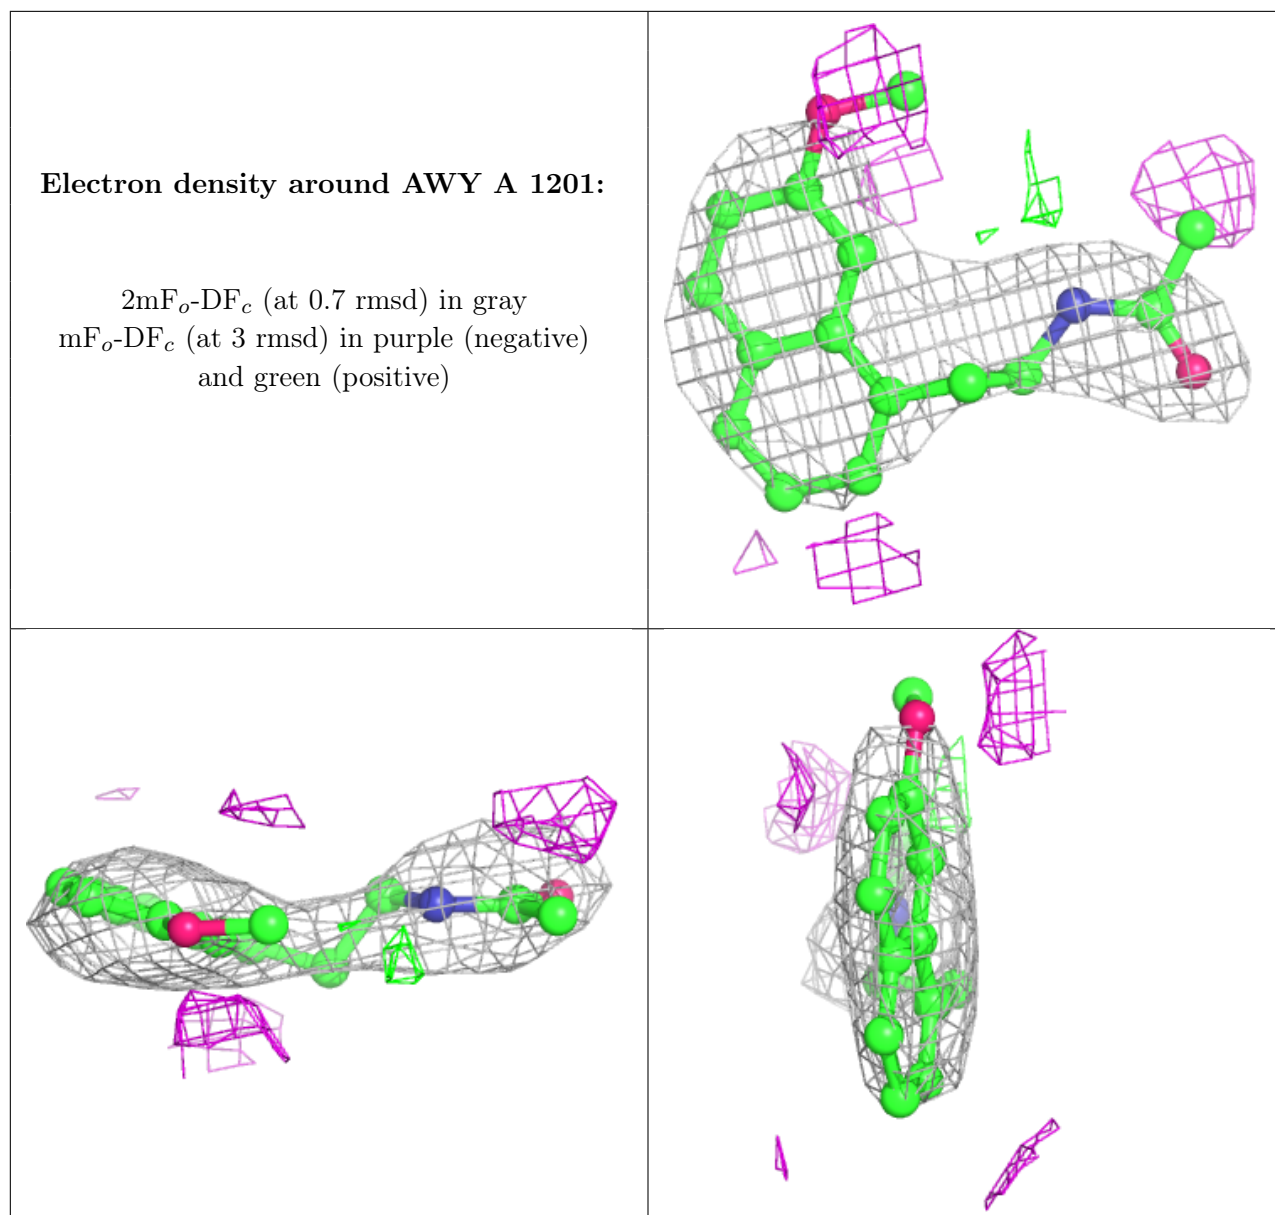 Electron density around AWY A 1201:
2mFₒ-DF𝒸 (at 0.7 rmsd) in gray
mFₒ-DF𝒸 (at 3 rmsd) in purple (negative)
and green (positive)